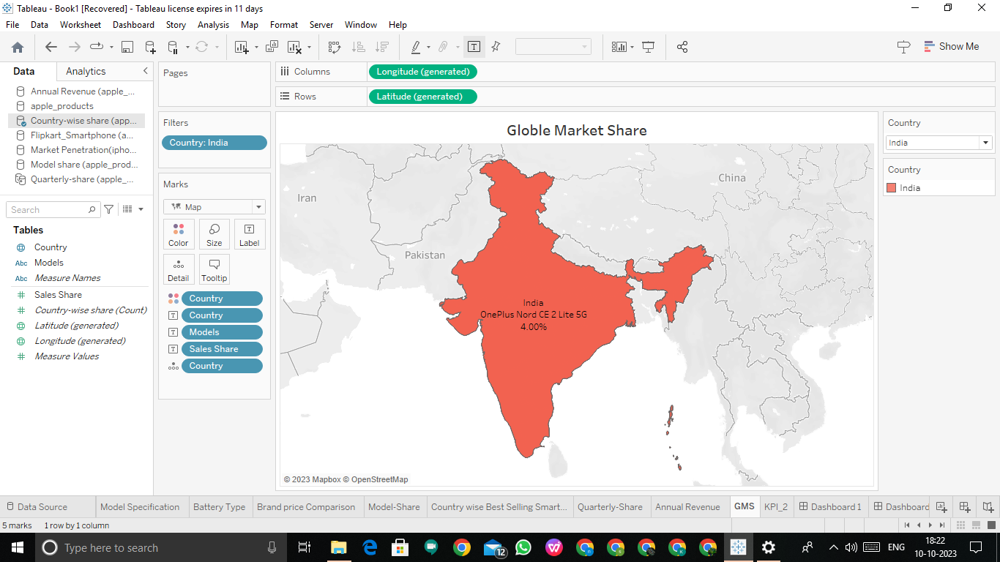 Tableau - Book1 [Recovered] - Tableau license expires in 11 days
File Data Worksheet Dashboard Story Analysis Map Format Server Window Help
Show Me
Data Analytics
Annual Revenue (apple_...
apple_products
Country-wise share (app...
Flipkart_Smartphone (a...
Market Penetration(ipho...
Model share (apple_prod...
Quarterly-share (apple_...
Search
Tables
Country
Abc Models
Abc Measure Names
Sales Share
Country-wise share (Count)
Latitude (generated)
Longitude (generated)
Measure Values
Pages
Filters
Country: India
Marks
Map
Color Size Label
Detail Tooltip
Country
Country
Models
Sales Share
Country
Columns Longitude (generated)
Rows Latitude (generated)
Globle Market Share
Iran
China
Pakistan
India
OnePlus Nord CE 2 Lite 5G
4.00%
© 2023 Mapbox © OpenStreetMap
Country
India
Country
India
Data Source Model Specification Battery Type Brand price Comparison Model-Share Country wise Best Selling Smart... Quarterly-Share Annual Revenue GMS KPI_2 Dashboard 1 Dashboard
5 marks 1 row by 1 column
Type here to search
12
ENG
18:22
10-10-2023